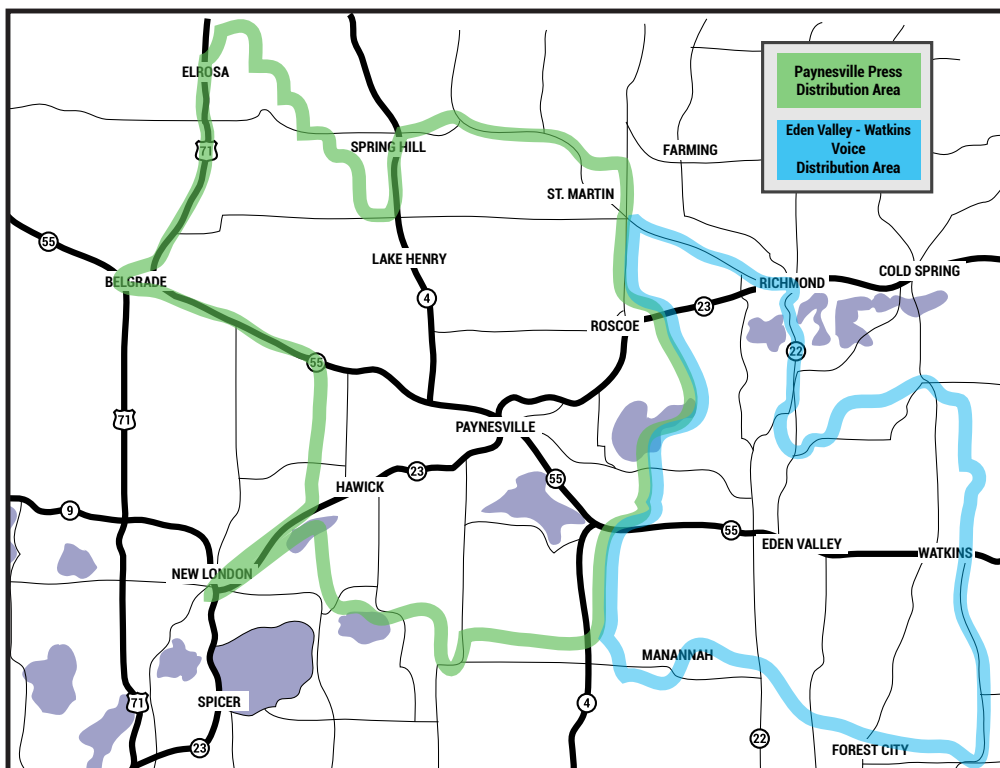 Paynesville Press
Distribution Area
Eden Valley - Watkins
Voice
Distribution Area
ELROSA
71
SPRING HILL
FARMING
ST. MARTIN
55
LAKE HENRY
BELGRADE
4
RICHMOND
COLD SPRING
23
ROSCOE
22
55
71
PAYNESVILLE
23
55
HAWICK
9
55
EDEN VALLEY
WATKINS
NEW LONDON
MANANNAH
SPICER
71
4
23
22
FOREST CITY